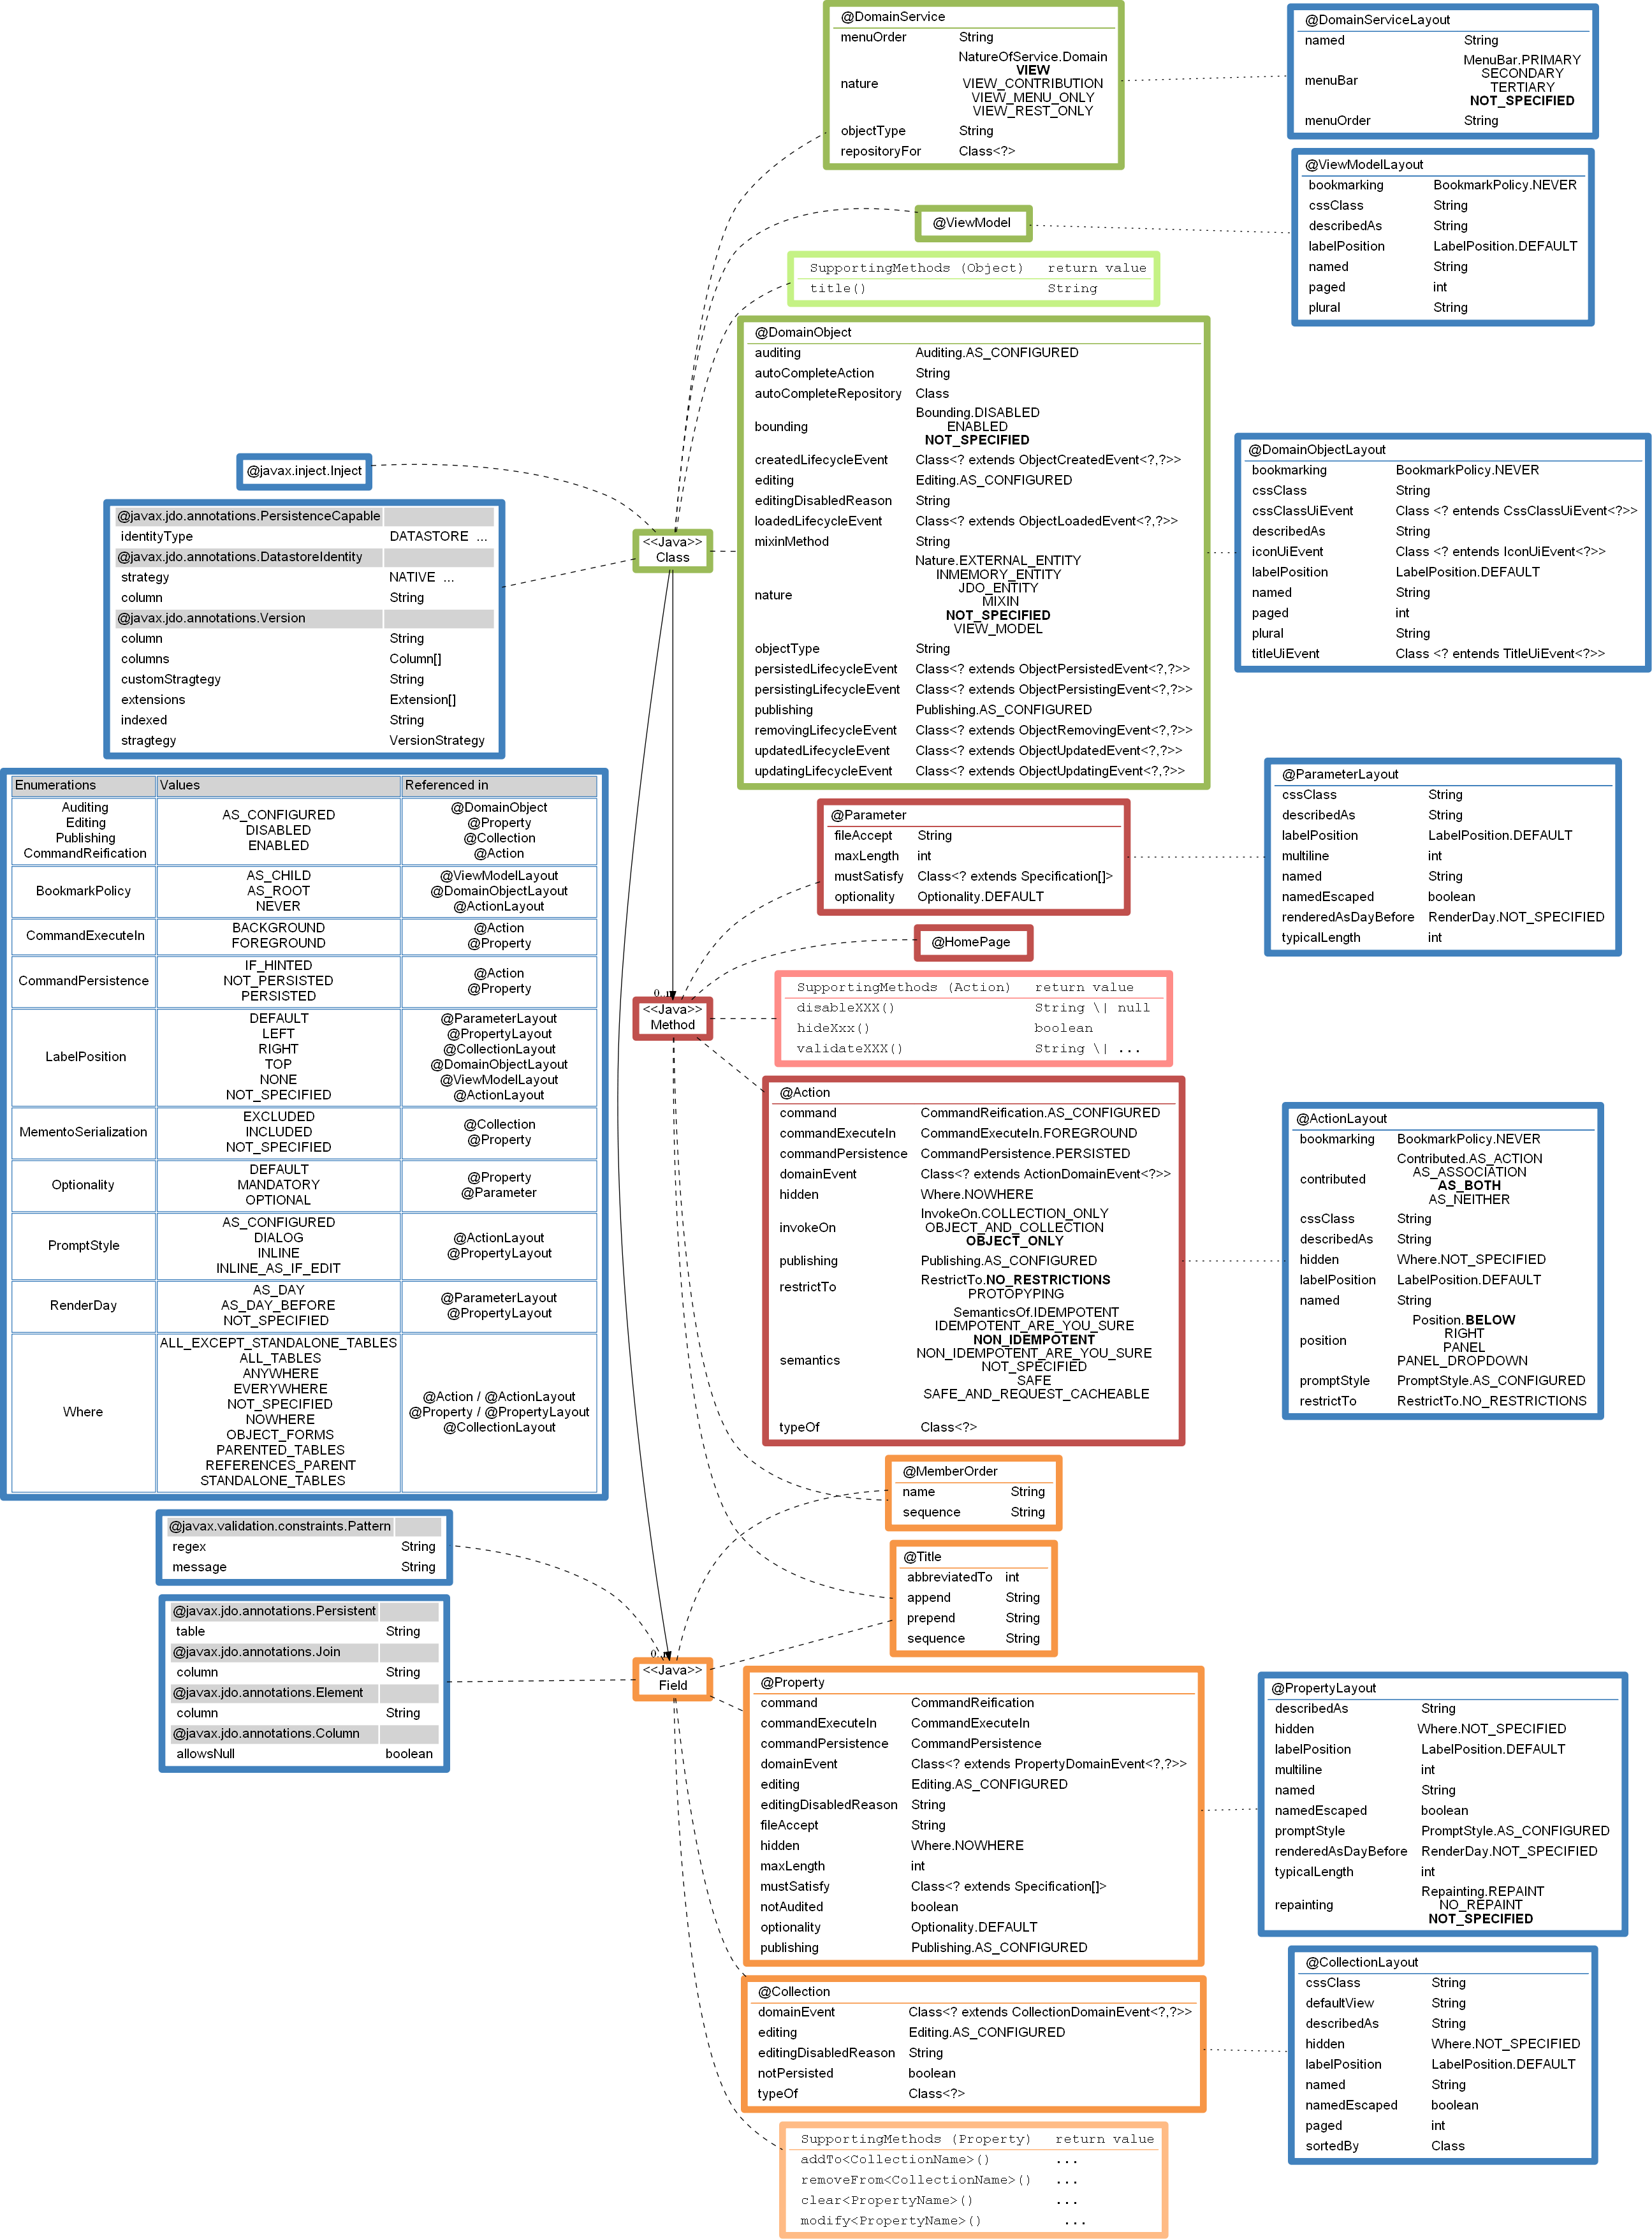 @DomainService
menuOrder String
nature NatureOfService.Domain
VIEW
VIEW_CONTRIBUTION
VIEW_MENU_ONLY
VIEW_REST_ONLY
objectType String
repositoryFor Class<?>
@DomainServiceLayout
named String
menuBar MenuBar.PRIMARY
SECONDARY
TERTIARY
NOT_SPECIFIED
menuOrder String
@ViewModel
@ViewModelLayout
bookmarking BookmarkPolicy.NEVER
cssClass String
describedAs String
labelPosition LabelPosition.DEFAULT
named String
paged int
plural String
SupportingMethods (Object) return value
title() String
@DomainObject
auditing Auditing.AS_CONFIGURED
autoCompleteAction String
autoCompleteRepository Class
bounding Bounding.DISABLED
ENABLED
NOT_SPECIFIED
createdLifecycleEvent Class<? extends ObjectCreatedEvent<?,?>>
editing Editing.AS_CONFIGURED
editingDisabledReason String
loadedLifecycleEvent Class<? extends ObjectLoadedEvent<?,?>>
mixinMethod String
nature Nature.EXTERNAL_ENTITY
INMEMORY_ENTITY
JDO_ENTITY
MIXIN
NOT_SPECIFIED
VIEW_MODEL
objectType String
persistedLifecycleEvent Class<? extends ObjectPersistedEvent<?,?>>
persistingLifecycleEvent Class<? extends ObjectPersistingEvent<?,?>>
publishing Publishing.AS_CONFIGURED
removingLifecycleEvent Class<? extends ObjectRemovingEvent<?,?>>
updatedLifecycleEvent Class<? extends ObjectUpdatedEvent<?,?>>
updatingLifecycleEvent Class<? extends ObjectUpdatingEvent<?,?>>
@DomainObjectLayout
bookmarking BookmarkPolicy.NEVER
cssClass String
cssClassUiEvent Class <? entends CssClassUiEvent<?>>
describedAs String
iconUiEvent Class <? entends IconUiEvent<?>>
labelPosition LabelPosition.DEFAULT
named String
paged int
plural String
titleUiEvent Class <? entends TitleUiEvent<?>>
@javax.inject.Inject
<<Java>>
Class
@javax.jdo.annotations.PersistenceCapable
identityType DATASTORE ...
@javax.jdo.annotations.DatastoreIdentity
strategy NATIVE ...
column String
@javax.jdo.annotations.Version
column String
columns Column[]
customStragtegy String
extensions Extension[]
indexed String
stragtegy VersionStrategy
Enumerations Values Referenced in
Auditing
Editing
Publishing
CommandReification
AS_CONFIGURED
DISABLED
ENABLED
@DomainObject
@Property
@Collection
@Action
BookmarkPolicy
AS_CHILD
AS_ROOT
NEVER
@ViewModelLayout
@DomainObjectLayout
@ActionLayout
CommandExecuteIn
BACKGROUND
FOREGROUND
@Action
@Property
CommandPersistence
IF_HINTED
NOT_PERSISTED
PERSISTED
@Action
@Property
LabelPosition
DEFAULT
LEFT
RIGHT
TOP
NONE
NOT_SPECIFIED
@ParameterLayout
@PropertyLayout
@CollectionLayout
@DomainObjectLayout
@ViewModelLayout
@ActionLayout
MementoSerialization
EXCLUDED
INCLUDED
NOT_SPECIFIED
@Collection
@Property
Optionality
DEFAULT
MANDATORY
OPTIONAL
@Property
@Parameter
PromptStyle
AS_CONFIGURED
DIALOG
INLINE
INLINE_AS_IF_EDIT
@ActionLayout
@PropertyLayout
RenderDay
AS_DAY
AS_DAY_BEFORE
NOT_SPECIFIED
@ParameterLayout
@PropertyLayout
Where
ALL_EXCEPT_STANDALONE_TABLES
ALL_TABLES
ANYWHERE
EVERYWHERE
NOT_SPECIFIED
NOWHERE
OBJECT_FORMS
PARENTED_TABLES
REFERENCES_PARENT
STANDALONE_TABLES
@Action / @ActionLayout
@Property / @PropertyLayout
@CollectionLayout
@Parameter
fileAccept String
maxLength int
mustSatisfy Class<? extends Specification[]>
optionality Optionality.DEFAULT
@ParameterLayout
cssClass String
describedAs String
labelPosition LabelPosition.DEFAULT
multiline int
named String
namedEscaped boolean
renderedAsDayBefore RenderDay.NOT_SPECIFIED
typicalLength int
@HomePage
<<Java>>
Method
SupportingMethods (Action) return value
disableXXX() String \| null
hideXxx() boolean
validateXXX() String \| ...
@Action
command CommandReification.AS_CONFIGURED
commandExecuteIn CommandExecuteIn.FOREGROUND
commandPersistence CommandPersistence.PERSISTED
domainEvent Class<? extends ActionDomainEvent<?>>
hidden Where.NOWHERE
invokeOn InvokeOn.COLLECTION_ONLY
OBJECT_AND_COLLECTION
OBJECT_ONLY
publishing Publishing.AS_CONFIGURED
restrictTo RestrictTo.NO_RESTRICTIONS
PROTOPYPING
semantics SemanticsOf.IDEMPOTENT
IDEMPOTENT_ARE_YOU_SURE
NON_IDEMPOTENT
NON_IDEMPOTENT_ARE_YOU_SURE
NOT_SPECIFIED
SAFE
SAFE_AND_REQUEST_CACHEABLE
typeOf Class<?>
@ActionLayout
bookmarking BookmarkPolicy.NEVER
contributed Contributed.AS_ACTION
AS_ASSOCIATION
AS_BOTH
AS_NEITHER
cssClass String
describedAs String
hidden Where.NOT_SPECIFIED
labelPosition LabelPosition.DEFAULT
named String
position Position.BELOW
RIGHT
PANEL
PANEL_DROPDOWN
promptStyle PromptStyle.AS_CONFIGURED
restrictTo RestrictTo.NO_RESTRICTIONS
@MemberOrder
name String
sequence String
@javax.validation.constraints.Pattern
regex String
message String
@Title
abbreviatedTo int
append String
prepend String
sequence String
@javax.jdo.annotations.Persistent
table String
@javax.jdo.annotations.Join
column String
@javax.jdo.annotations.Element
column String
@javax.jdo.annotations.Column
allowsNull boolean
<<Java>>
Field
@Property
command CommandReification
commandExecuteIn CommandExecuteIn
commandPersistence CommandPersistence
domainEvent Class<? extends PropertyDomainEvent<?,?>>
editing Editing.AS_CONFIGURED
editingDisabledReason String
fileAccept String
hidden Where.NOWHERE
maxLength int
mustSatisfy Class<? extends Specification[]>
notAudited boolean
optionality Optionality.DEFAULT
publishing Publishing.AS_CONFIGURED
@PropertyLayout
describedAs String
hidden Where.NOT_SPECIFIED
labelPosition LabelPosition.DEFAULT
multiline int
named String
namedEscaped boolean
promptStyle PromptStyle.AS_CONFIGURED
renderedAsDayBefore RenderDay.NOT_SPECIFIED
typicalLength int
repainting Repainting.REPAINT
NO_REPAINT
NOT_SPECIFIED
@Collection
domainEvent Class<? extends CollectionDomainEvent<?,?>>
editing Editing.AS_CONFIGURED
editingDisabledReason String
notPersisted boolean
typeOf Class<?>
@CollectionLayout
cssClass String
defaultView String
describedAs String
hidden Where.NOT_SPECIFIED
labelPosition LabelPosition.DEFAULT
named String
namedEscaped boolean
paged int
sortedBy Class
SupportingMethods (Property) return value
addTo<CollectionName>() ...
removeFrom<CollectionName>() ...
clear<PropertyName>() ...
modify<PropertyName>() ...